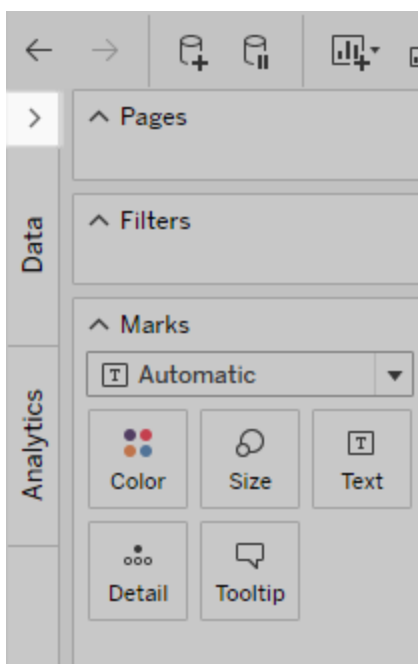 Pages
Filters
Data
Marks
T Automatic
Analytics
Color Size T Text
Detail Tooltip